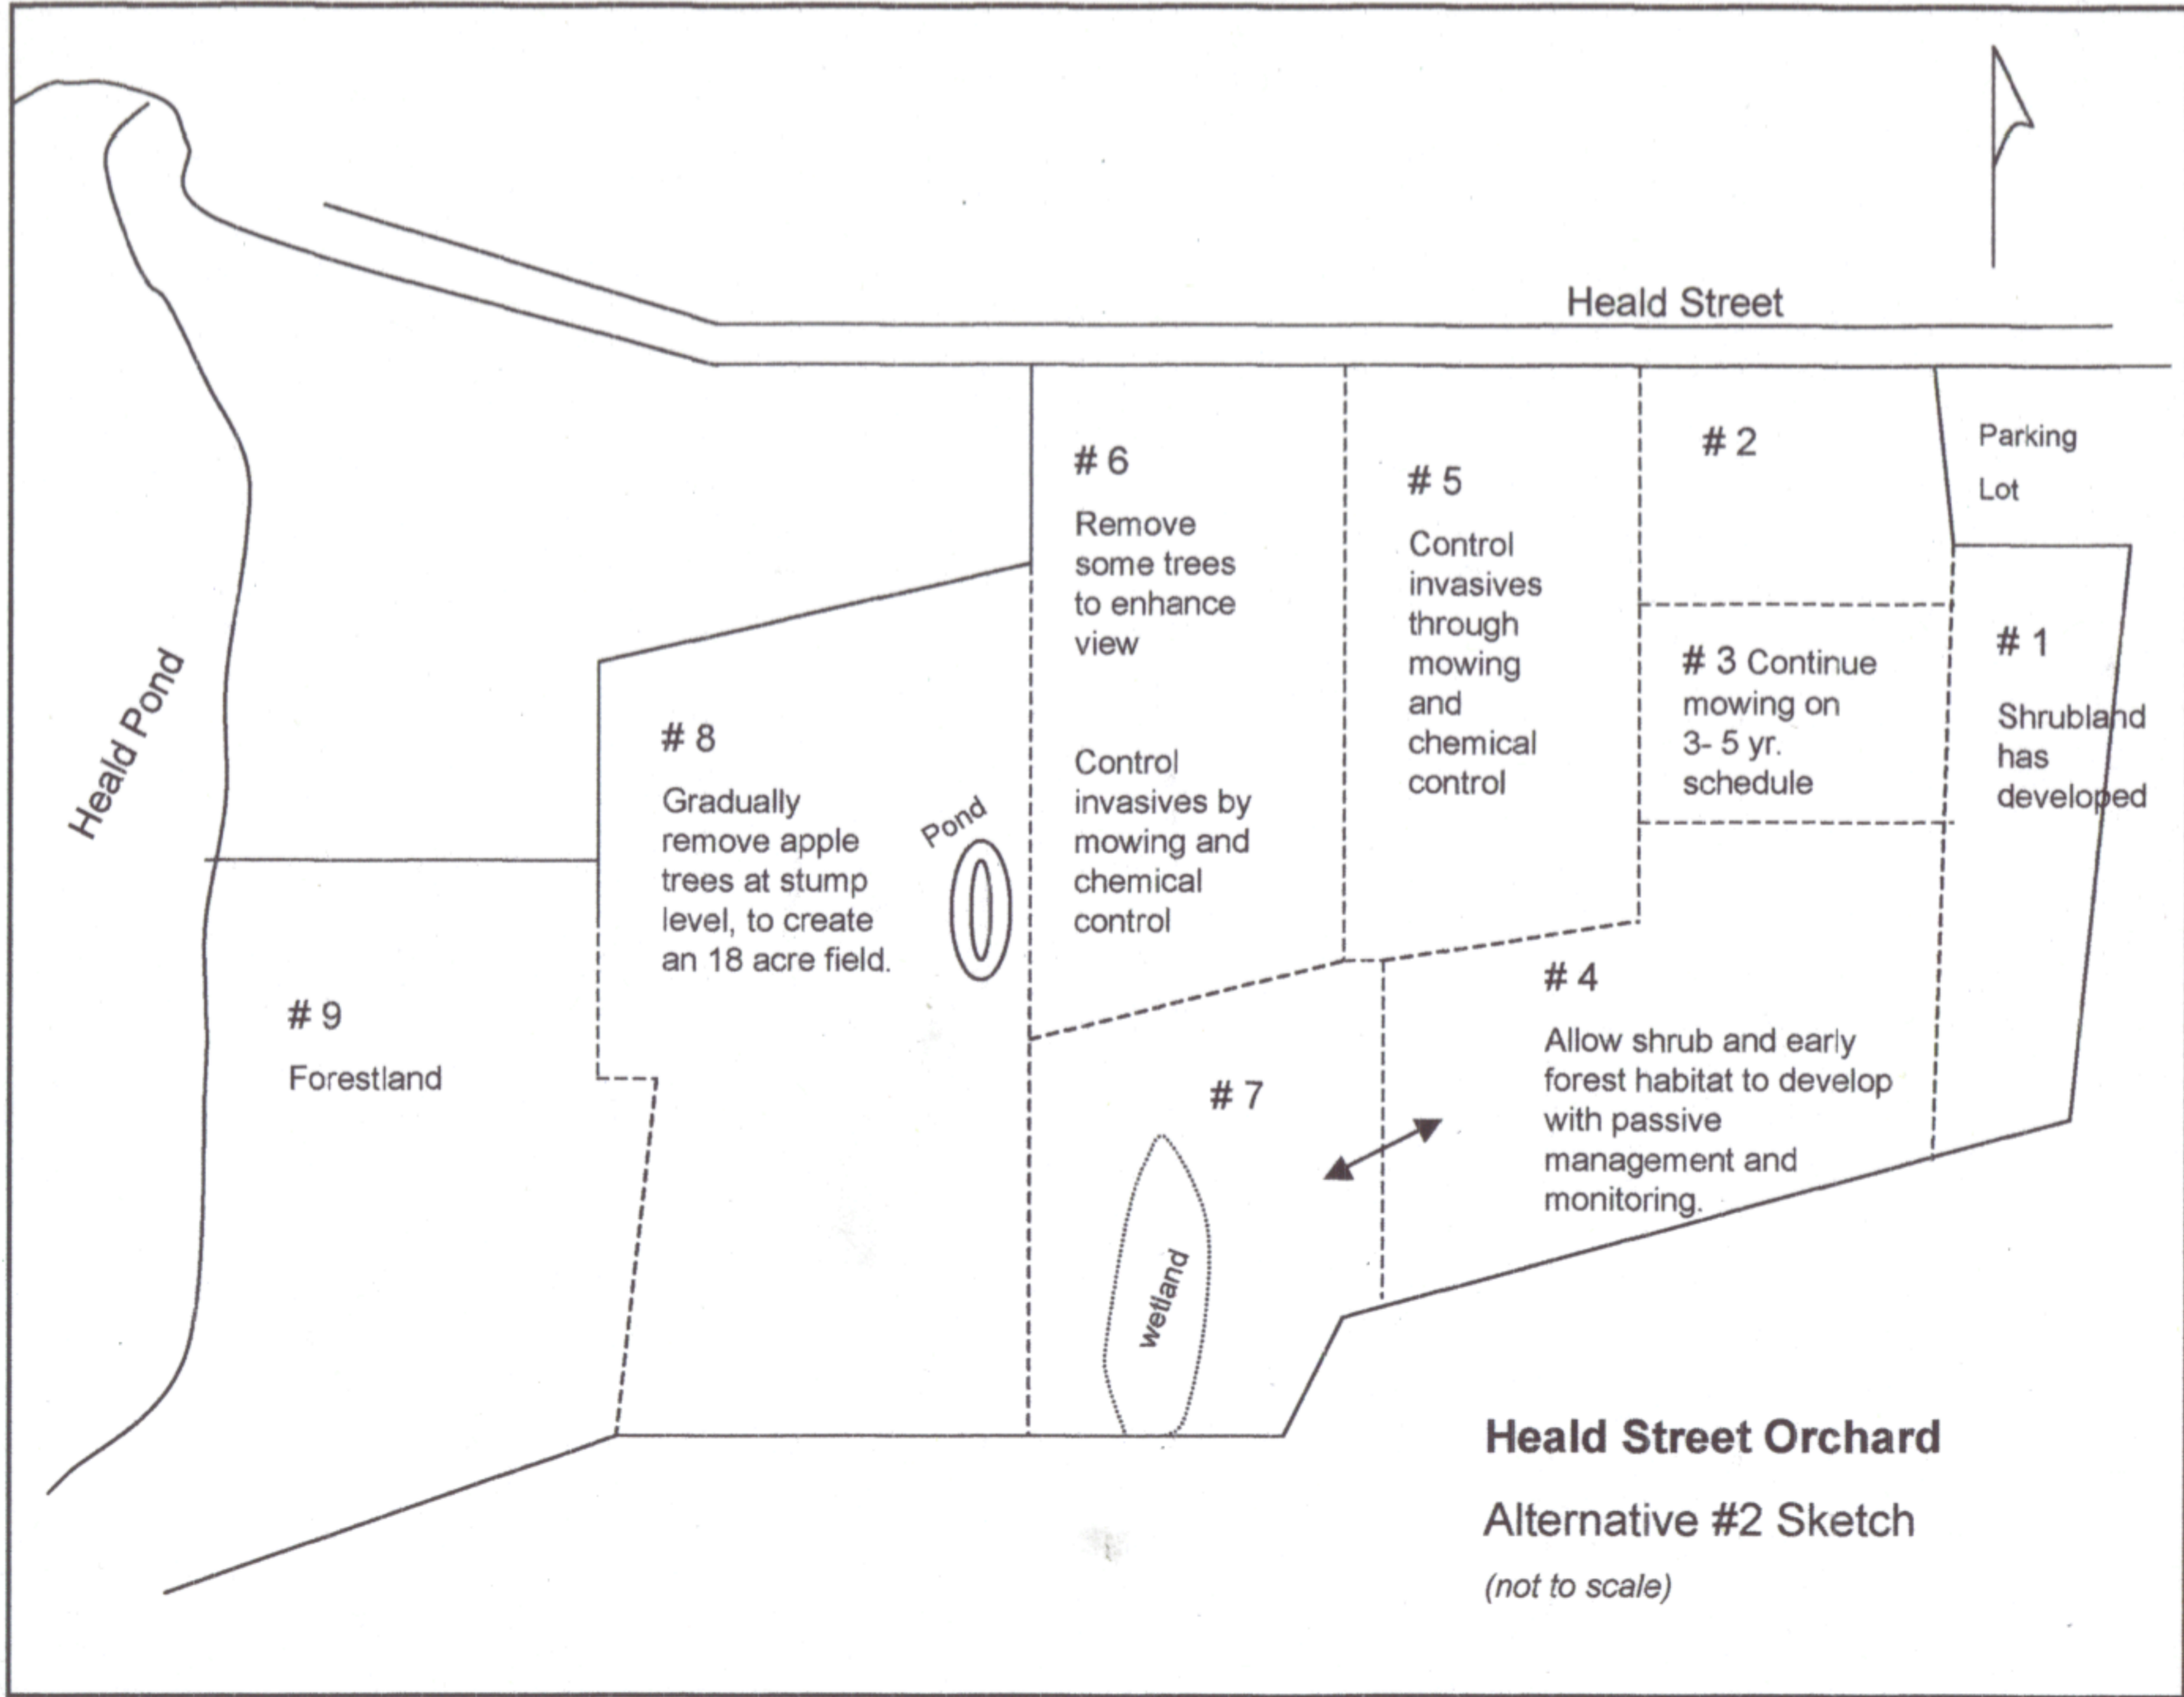 Heald Street
Parking
Lot
# 2
# 6
Remove
some trees
to enhance
view
Control
invasives by
mowing and
chemical
control
# 5
Control
invasives
through
mowing
and
chemical
control
# 3 Continue
mowing on
3- 5 yr.
schedule
# 1
Shrubland
has
developed
Heald Pond
# 8
Gradually
remove apple
trees at stump
level, to create
an 18 acre field.
Pond
# 9
Forestland
# 7
wetland
# 4
Allow shrub and early
forest habitat to develop
with passive
management and
monitoring.
Heald Street Orchard
Alternative #2 Sketch
(not to scale)